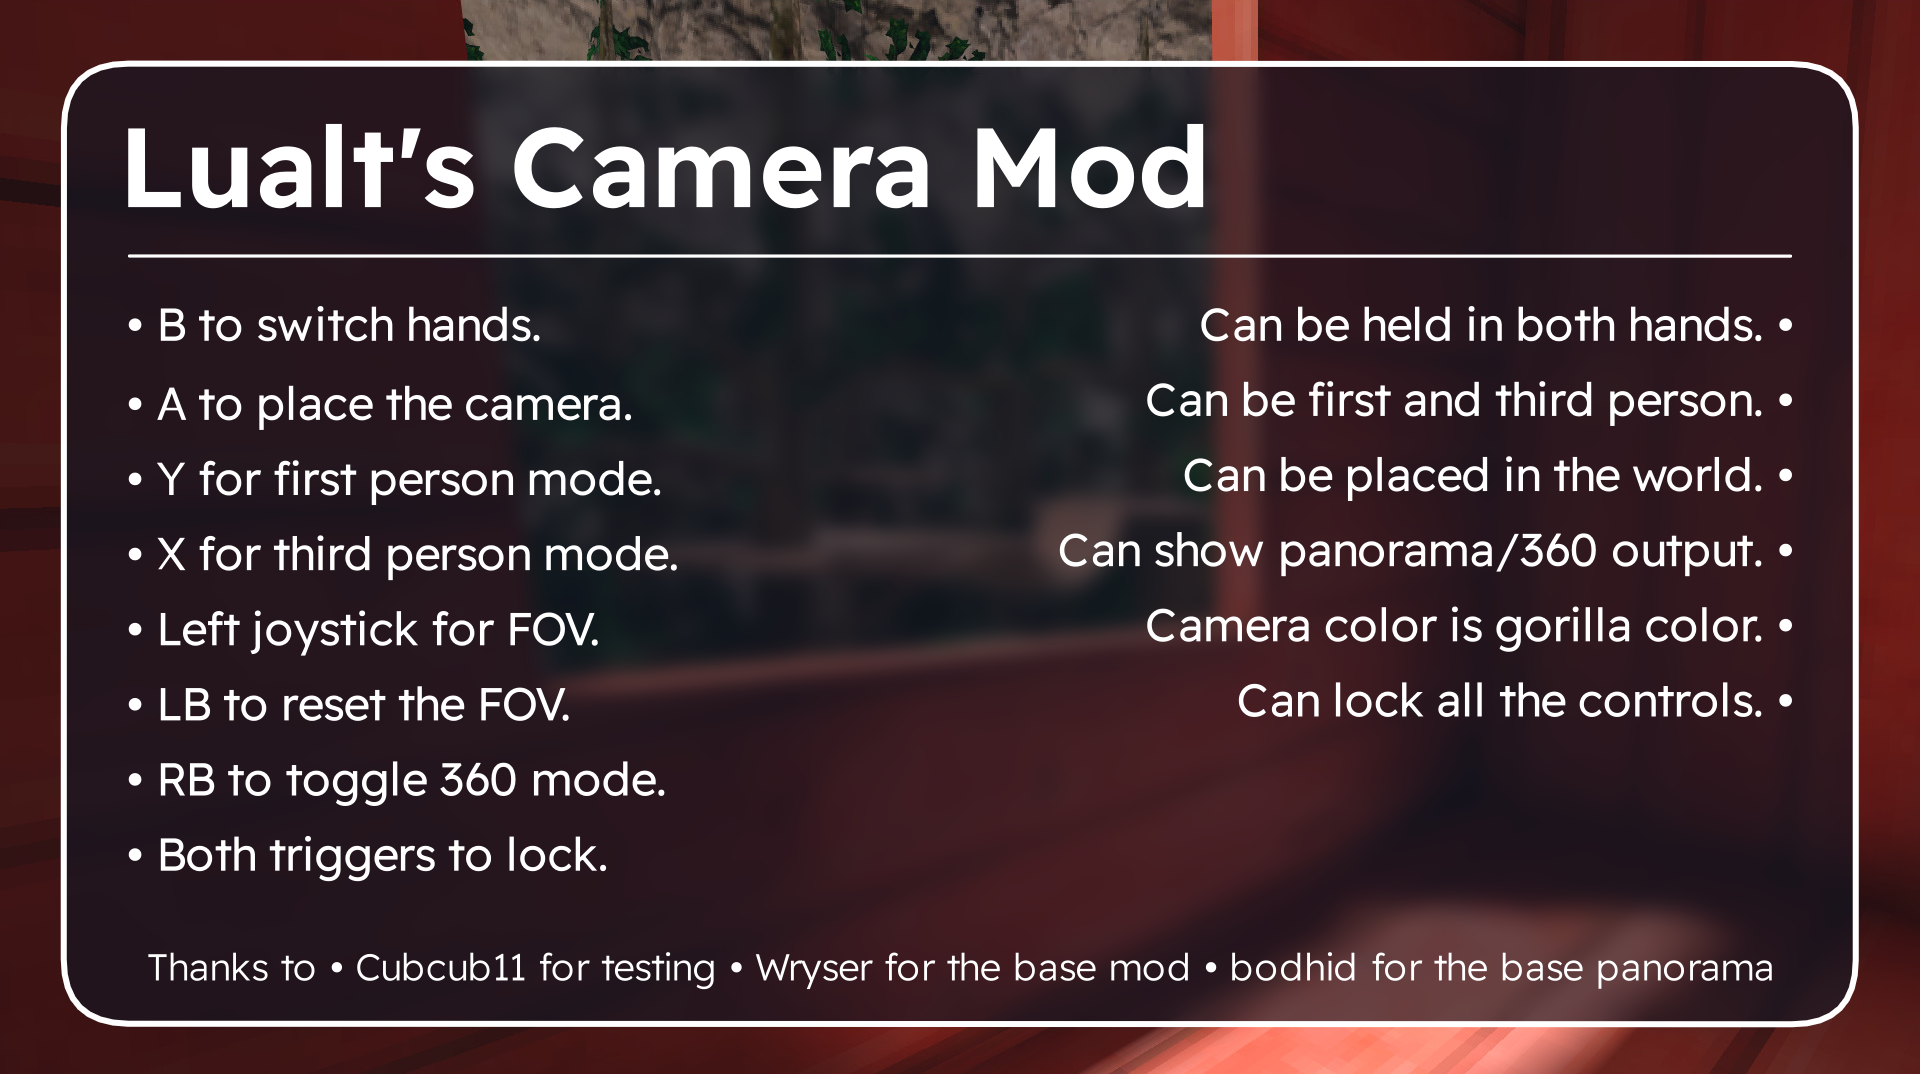 Lualt's Camera Mod
• B to switch hands.
• A to place the camera.
• Y for first person mode.
• X for third person mode.
• Left joystick for FOV.
• LB to reset the FOV.
• RB to toggle 360 mode.
• Both triggers to lock.
Can be held in both hands. •
Can be first and third person. •
Can be placed in the world. •
Can show panorama/360 output. •
Camera color is gorilla color. •
Can lock all the controls. •
Thanks to • Cubcub11 for testing • Wryser for the base mod • bodhid for the base panorama